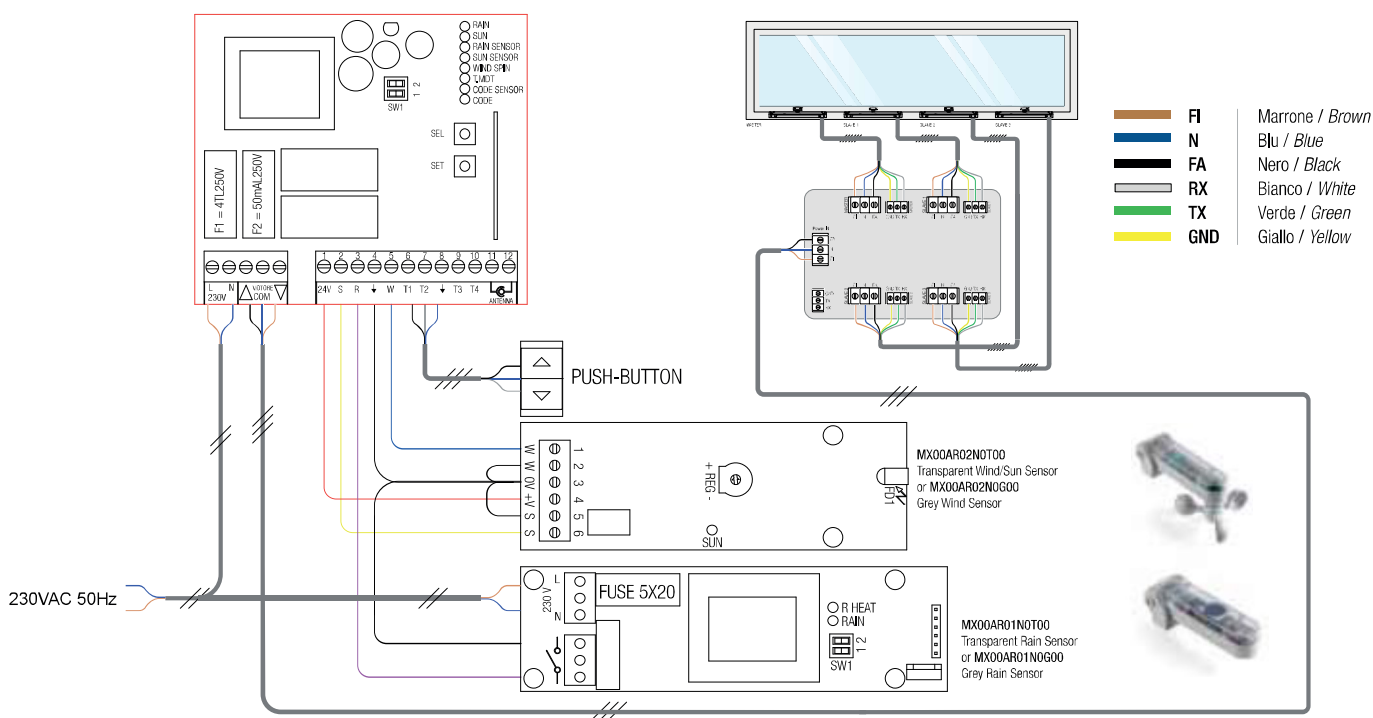 RAIN
SUN
RAIN SENSOR
SUN SENSOR
WIND SPIN
T.MOT
CODE SENSOR
CODE
1 2
SW1
SEL
SET
F1 = 4TL250V
F2 = 50mAL250V
1 2 3 4 5 6 7 8 9 10 11 12
L N
230V
MOTORE
COM
24V S R W T1 T2 T3 T4
ANTENNA
PUSH-BUTTON
FI Marrone / Brown
N Blu / Blue
FA Nero / Black
RX Bianco / White
TX Verde / Green
GND Giallo / Yellow
SLAVE 1
Power IN
W 1
W 2
0V 3
+V 4
S 5
S 6
+ REG -
SUN
FD1
MX00AR02N0T00
Transparent Wind/Sun Sensor
or MX00AR02N0G00
Grey Wind Sensor
230VAC 50Hz
L
230 V
N
FUSE 5X20
R HEAT
RAIN
1 2
SW1
MX00AR01N0T00
Transparent Rain Sensor
or MX00AR01N0G00
Grey Rain Sensor